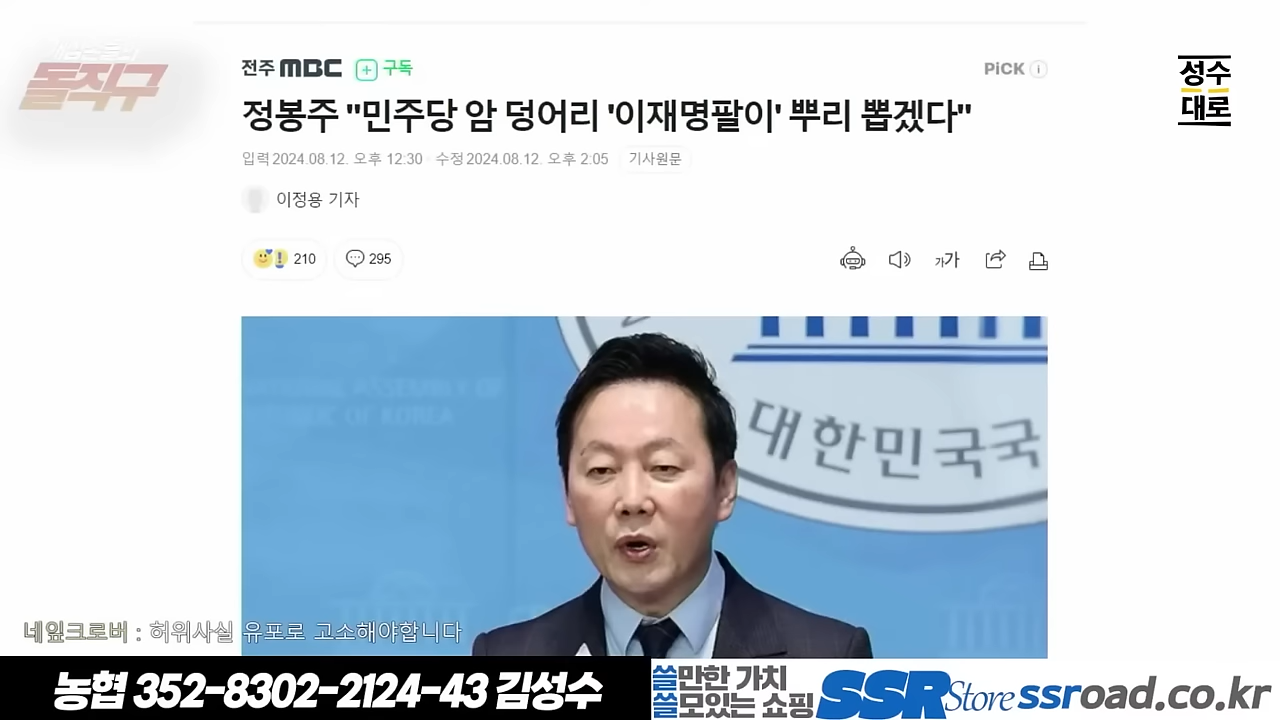 돌직구
전주MBC 구독
PiCK
성수
대로
정봉주 "민주당 암 덩어리 '이재명팔이' 뿌리 뽑겠다"
입력 2024.08.12. 오후 12:30 · 수정 2024.08.12. 오후 2:05 기사원문
이정용 기자
210 295
가가
대한민국국
네잎크로버 : 허위사실 유포로 고소해야합니다
농협 352-8302-2124-43 김성수
쓸만한 가치
쓸모있는 쇼핑
SSR Store ssroad.co.kr